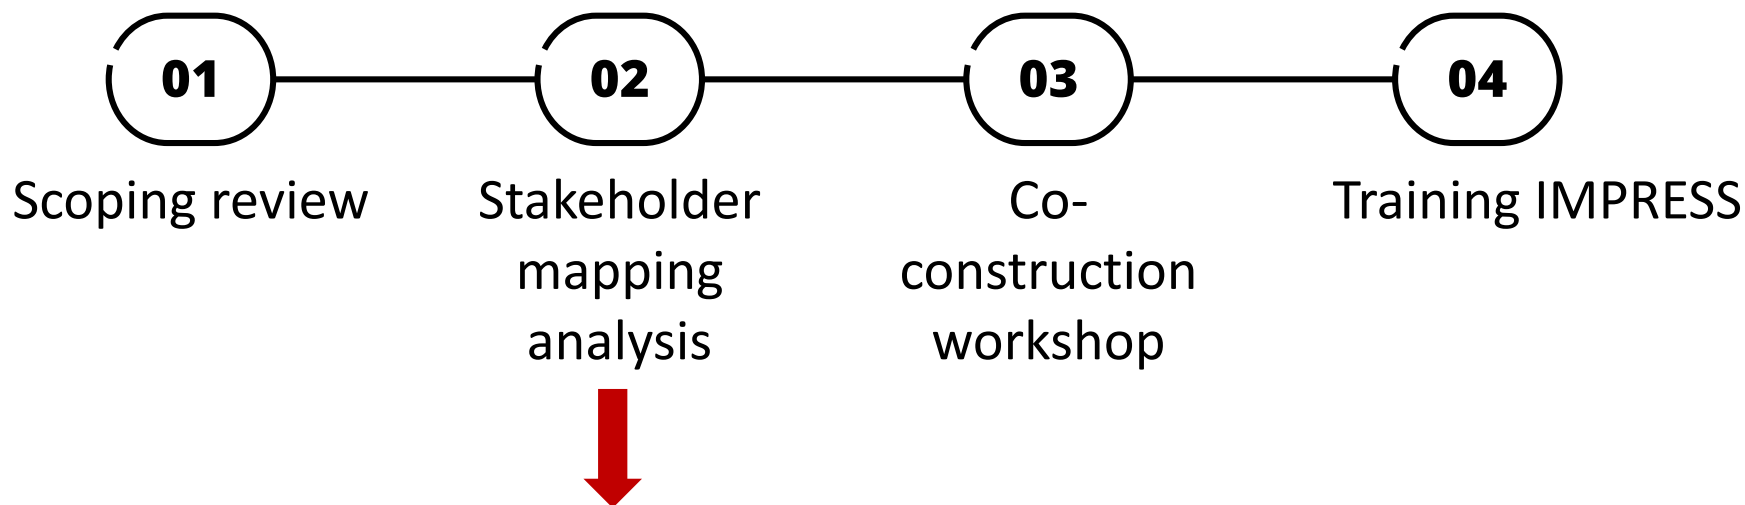 01
02
03
04
Scoping review
Stakeholder
mapping
analysis
Co-
construction
workshop
Training IMPRESS